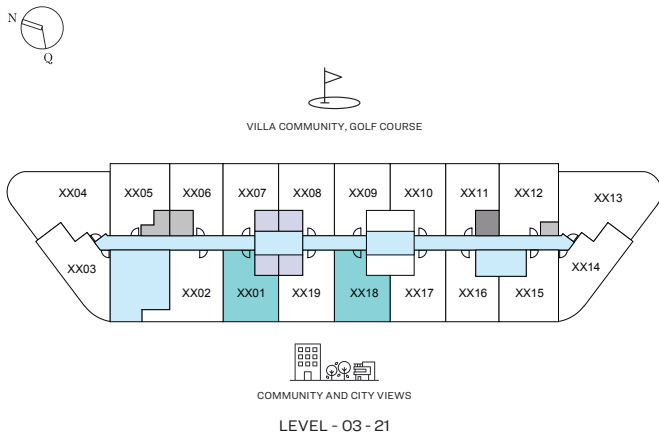 N
Q
VILLA COMMUNITY, GOLF COURSE
XX04 XX05 XX06 XX07 XX08 XX09 XX10 XX11 XX12 XX13
XX03 XX02 XX01 XX19 XX18 XX17 XX16 XX15 XX14
COMMUNITY AND CITY VIEWS
LEVEL - 03 - 21